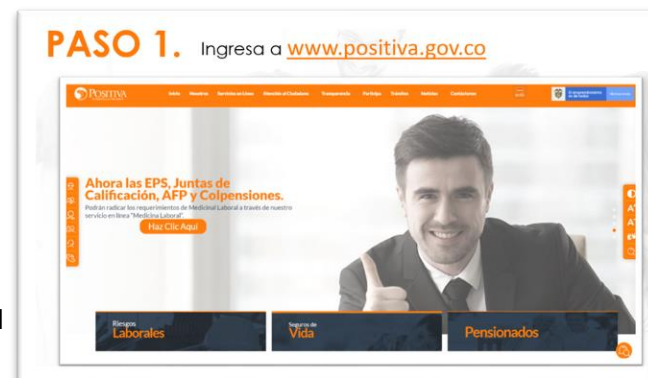 PASO 1. Ingresa a www.positiva.gov.co
POSITIVA
Inicio Nosotros Servicios en Línea Atención al Ciudadano Transparencia Participa Trámites Noticias Contáctenos
Ahora las EPS, Juntas de
Calificación, AFP y Colpensiones.
Podrán radicar los requerimientos de Medicinal Laboral a través de nuestro
servicio en línea "Medicina Laboral".
Haz Clic Aquí
Riesgos
Laborales
Seguros de
Vida
Pensionados